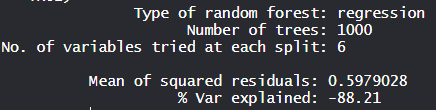 Type of random forest: regression
Number of trees: 1000
No. of variables tried at each split: 6
Mean of squared residuals: 0.5979028
% Var explained: -88.21